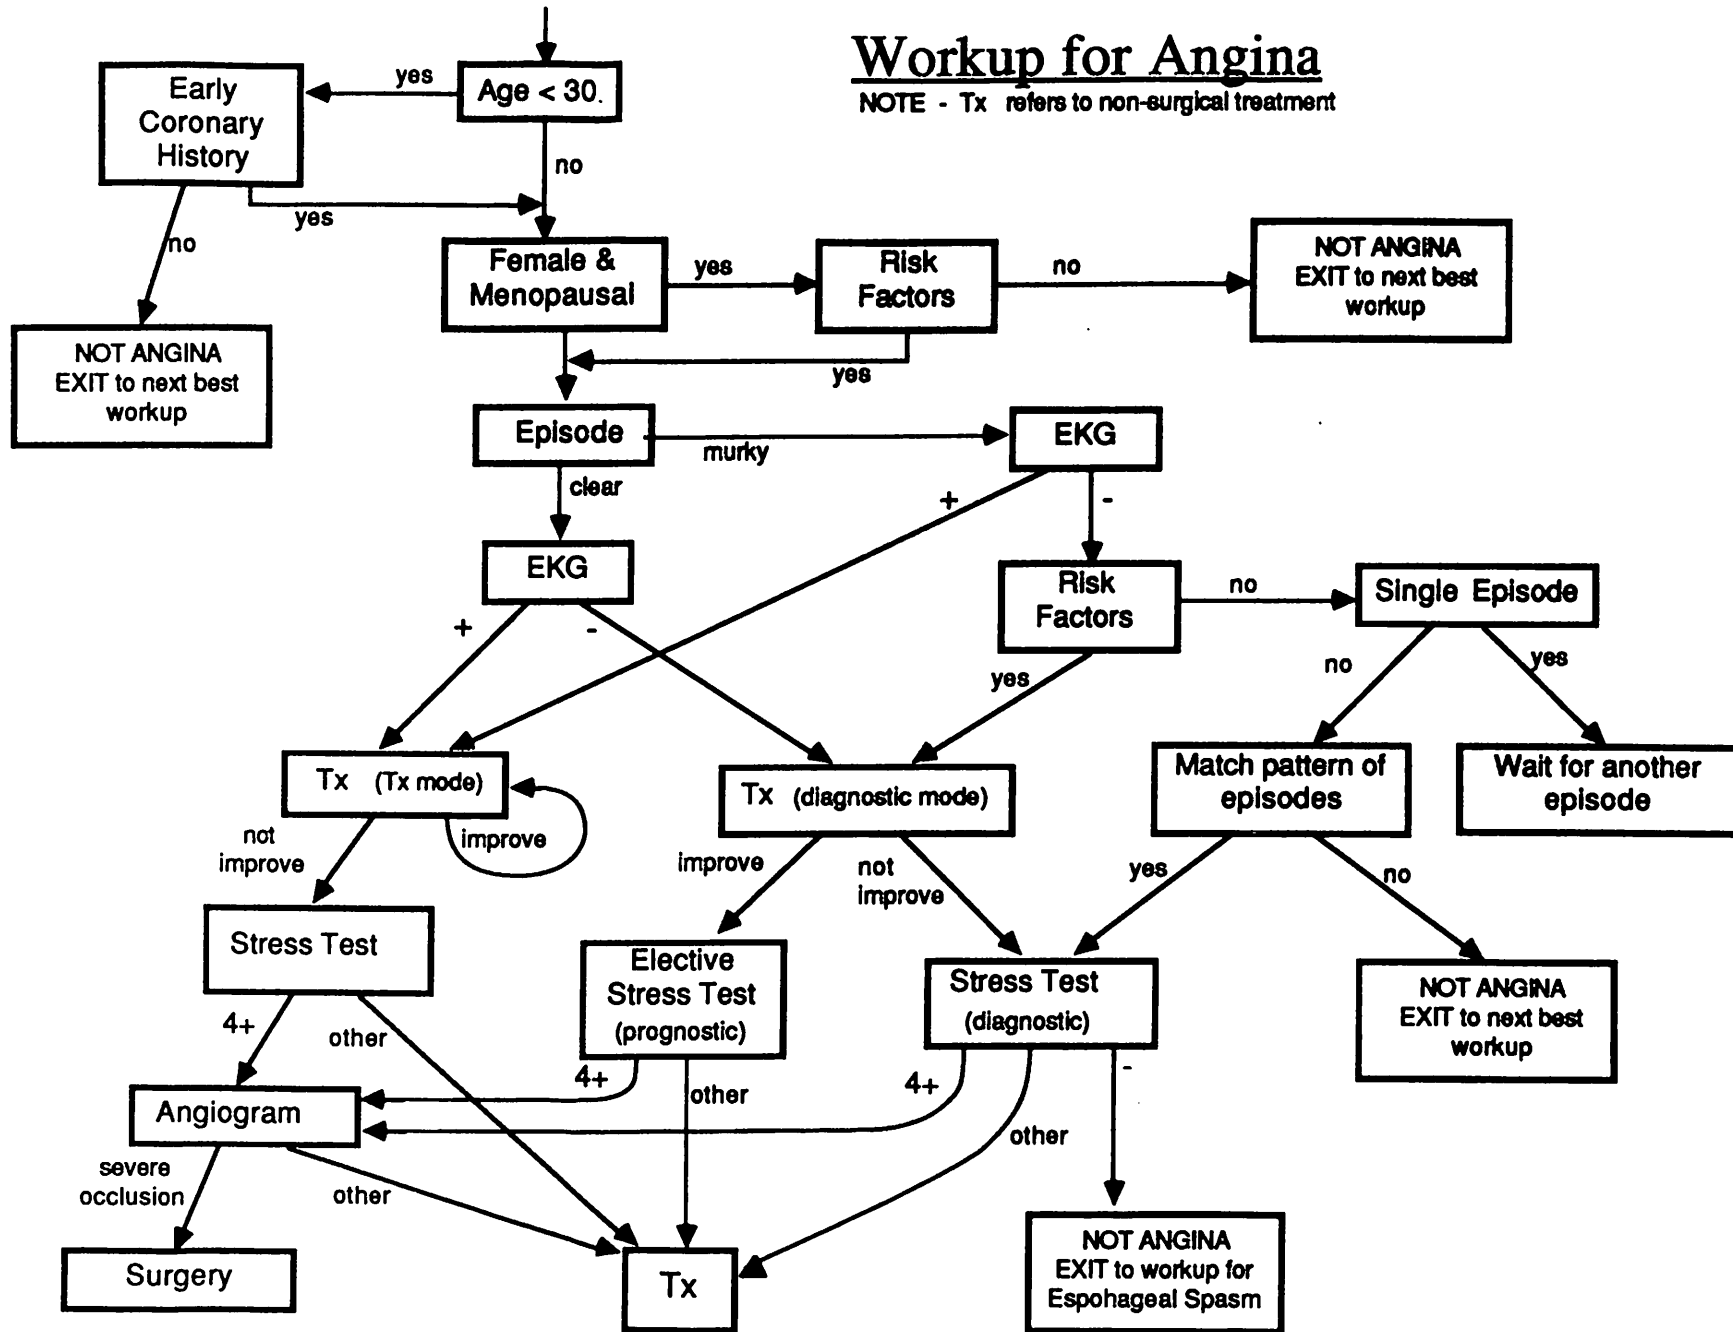 Workup for Angina
NOTE - Tx refers to non-surgical treatment
Age < 30.
yes
Early
Coronary
History
no
yes
no
Female &
Menopausal
yes
Risk
Factors
no
NOT ANGINA
EXIT to next best
workup
NOT ANGINA
EXIT to next best
workup
yes
Episode
murky
EKG
clear
+
-
EKG
Risk
Factors
no
Single Episode
+
-
yes
no
yes
Tx (Tx mode)
Tx (diagnostic mode)
Match pattern of
episodes
Wait for another
episode
not
improve
improve
improve
not
improve
yes
no
Stress Test
Elective
Stress Test
(prognostic)
Stress Test
(diagnostic)
NOT ANGINA
EXIT to next best
workup
4+
other
4+
other
4+
other
-
Angiogram
severe
occlusion
other
Surgery
Tx
NOT ANGINA
EXIT to workup for
Espohageal Spasm